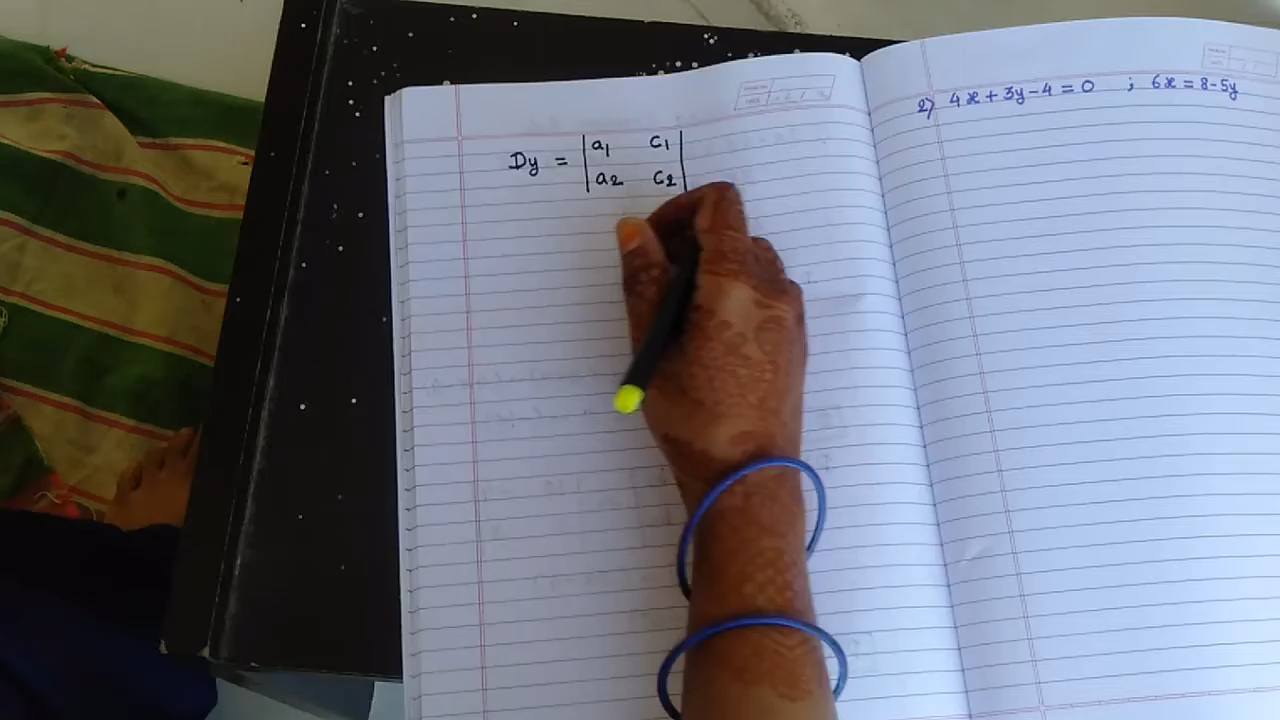 Dy = | a1 c1 |
| a2 c2 |
2) 4x + 3y - 4 = 0 ; 6x = 8 - 5y